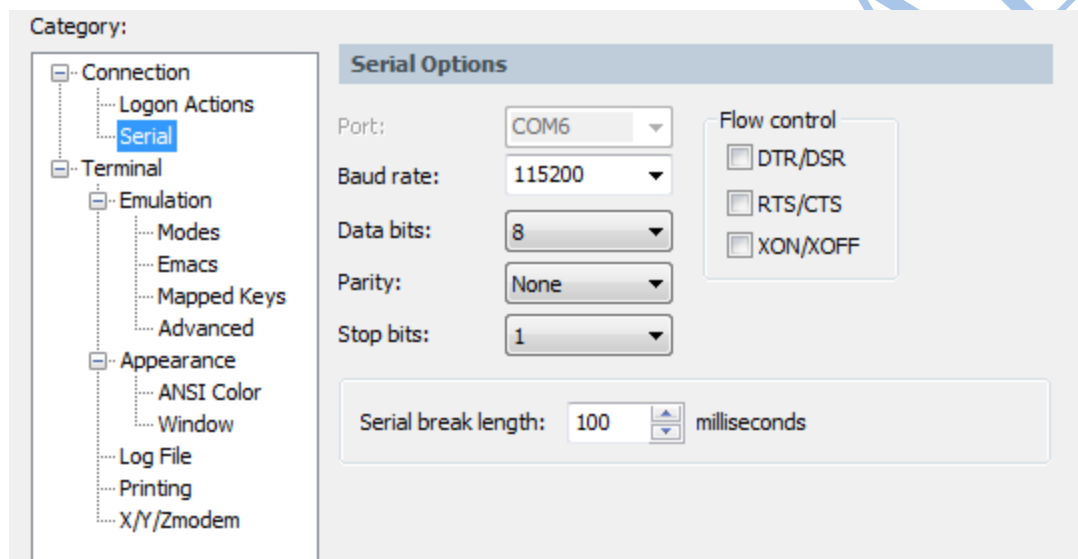 Category:
Connection
Logon Actions
Serial
Terminal
Emulation
Modes
Emacs
Mapped Keys
Advanced
Appearance
ANSI Color
Window
Log File
Printing
X/Y/Zmodem
Serial Options
Port: COM6
Baud rate: 115200
Data bits: 8
Parity: None
Stop bits: 1
Flow control
DTR/DSR
RTS/CTS
XON/XOFF
Serial break length: 100 milliseconds